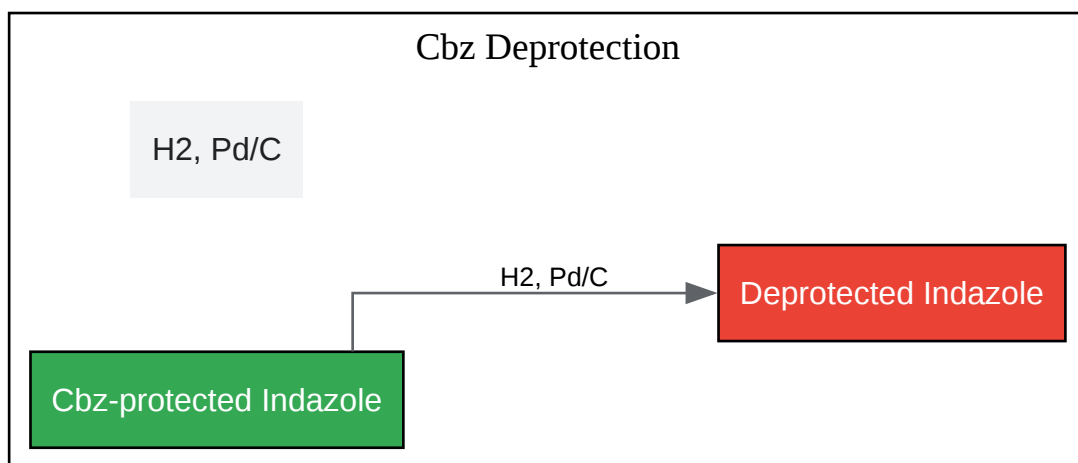 Cbz Deprotection
H2, Pd/C
H2, Pd/C
Deprotected Indazole
Cbz-protected Indazole